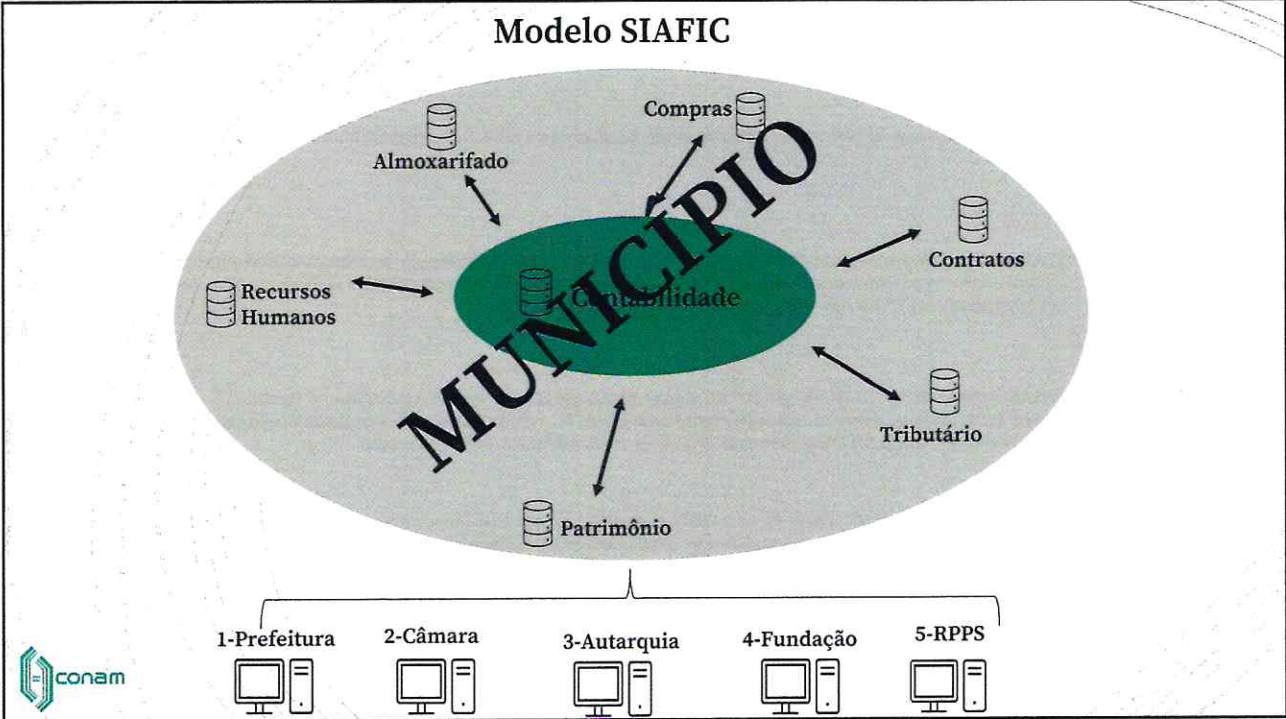 Modelo SIAFIC
Compras
Almoxarifado
MUNICÍPIO
Contratos
Recursos
Humanos
Contabilidade
Tributário
Patrimônio
1-Prefeitura
2-Câmara
3-Autarquia
4-Fundação
5-RPPS
conam